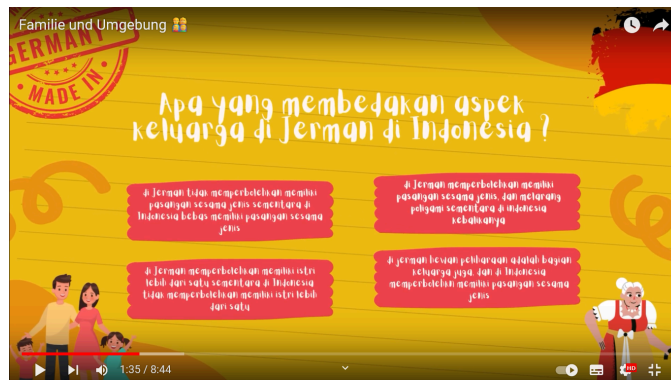 Familie und Umgebung
GERMANY
MADE IN
Apa yang membedakan aspek
keluarga di Jerman di Indonesia ?
di Jerman tidak memperbolehkan memiliki
pasangan sesama jenis sementara di
Indonesia bebas memiliki pasangan sesama
jenis
di Jerman memperbolehkan memiliki
pasangan sesama jenis, dan melarang
poligami sementara di indonesia
kebalikanya
di Jerman memperbolehkan memiliki istri
lebih dari satu sementara di Indonesia
tidak memperbolehkan memiliki istri lebih
dari satu
di jerman hewan peliharaan adalah bagian
keluarga juga, dan di Indonesia
memperbolehkan memiliki pasangan sesama
jenis
1:35 / 8:44
HD